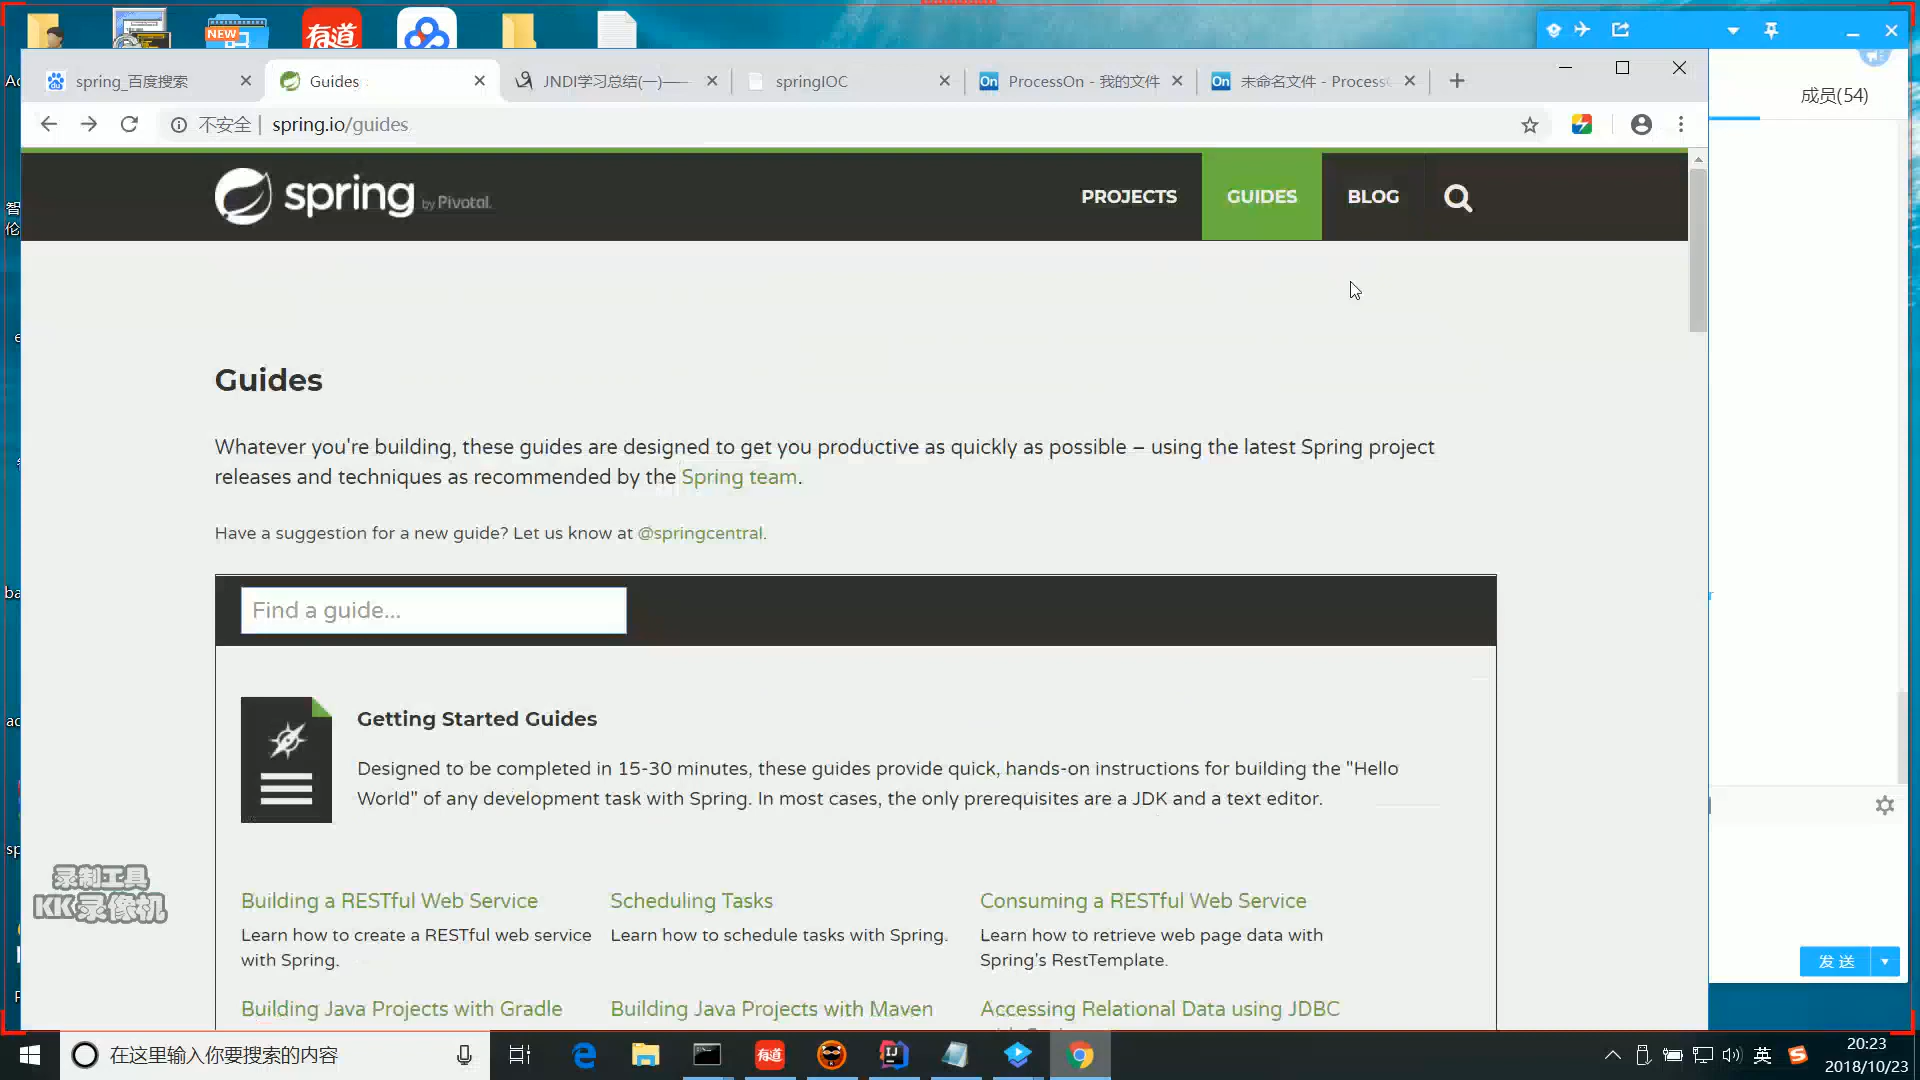 NEW
有道
成员(54)
spring_百度搜索
Guides
JNDI学习总结(一)——
springIOC
On
ProcessOn - 我的文件
On
未命名文件 - Process
不安全
spring.io/guides
智
伦
spring by Pivotal.
PROJECTS
GUIDES
BLOG
Guides
Whatever you're building, these guides are designed to get you productive as quickly as possible – using the latest Spring project
releases and techniques as recommended by the Spring team.
Have a suggestion for a new guide? Let us know at @springcentral.
Find a guide...
Getting Started Guides
Designed to be completed in 15-30 minutes, these guides provide quick, hands-on instructions for building the "Hello
World" of any development task with Spring. In most cases, the only prerequisites are a JDK and a text editor.
Building a RESTful Web Service
Scheduling Tasks
Consuming a RESTful Web Service
Learn how to create a RESTful web service
with Spring.
Learn how to schedule tasks with Spring.
Learn how to retrieve web page data with
Spring's RestTemplate.
Building Java Projects with Gradle
Building Java Projects with Maven
Accessing Relational Data using JDBC
录制工具
KK录像机
发送
在这里输入你要搜索的内容
有道
英
20:23
2018/10/23